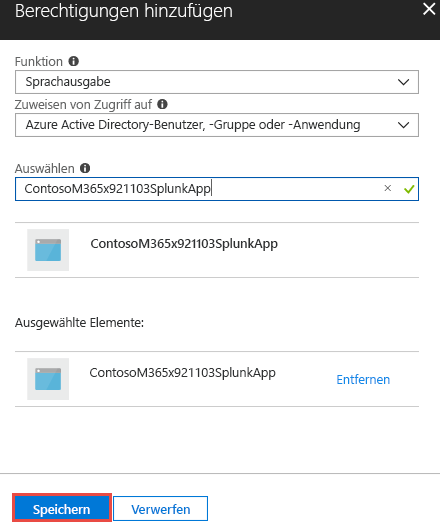 Berechtigungen hinzufügen
Funktion
Sprachausgabe
Zuweisen von Zugriff auf
Azure Active Directory-Benutzer, -Gruppe oder -Anwendung
Auswählen
ContosoM365x921103SplunkApp
ContosoM365x921103SplunkApp
Ausgewählte Elemente:
ContosoM365x921103SplunkApp
Entfernen
Speichern
Verwerfen